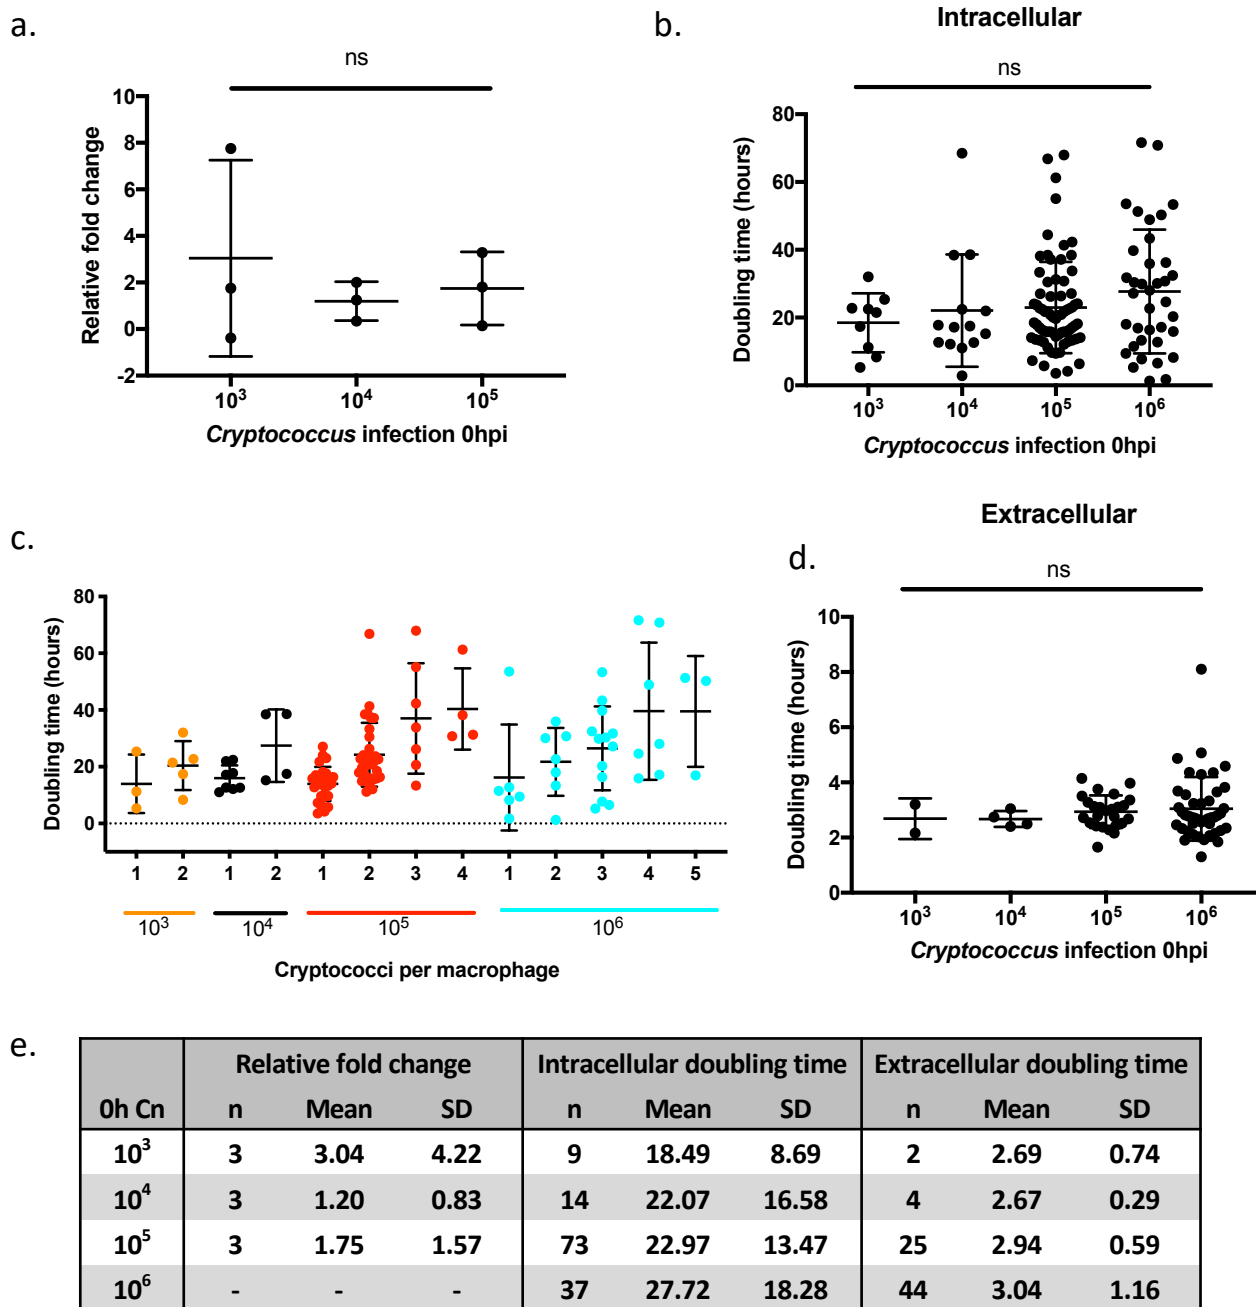 a.
ns
Relative fold change
10
8
6
4
2
0
-2
10³
10⁴
10⁵
Cryptococcus infection 0hpi
b.
Intracellular
ns
Doubling time (hours)
80
60
40
20
0
10³
10⁴
10⁵
10⁶
Cryptococcus infection 0hpi
c.
Doubling time (hours)
80
60
40
20
0
1 2 1 2 1 2 3 4 1 2 3 4 5
10³ 10⁴ 10⁵ 10⁶
Cryptococci per macrophage
Extracellular
d.
ns
Doubling time (hours)
10
8
6
4
2
0
10³
10⁴
10⁵
10⁶
Cryptococcus infection 0hpi
e.
Relative fold change Intracellular doubling time Extracellular doubling time
0h Cn n Mean SD n Mean SD n Mean SD
10³ 3 3.04 4.22 9 18.49 8.69 2 2.69 0.74
10⁴ 3 1.20 0.83 14 22.07 16.58 4 2.67 0.29
10⁵ 3 1.75 1.57 73 22.97 13.47 25 2.94 0.59
10⁶ - - - 37 27.72 18.28 44 3.04 1.16